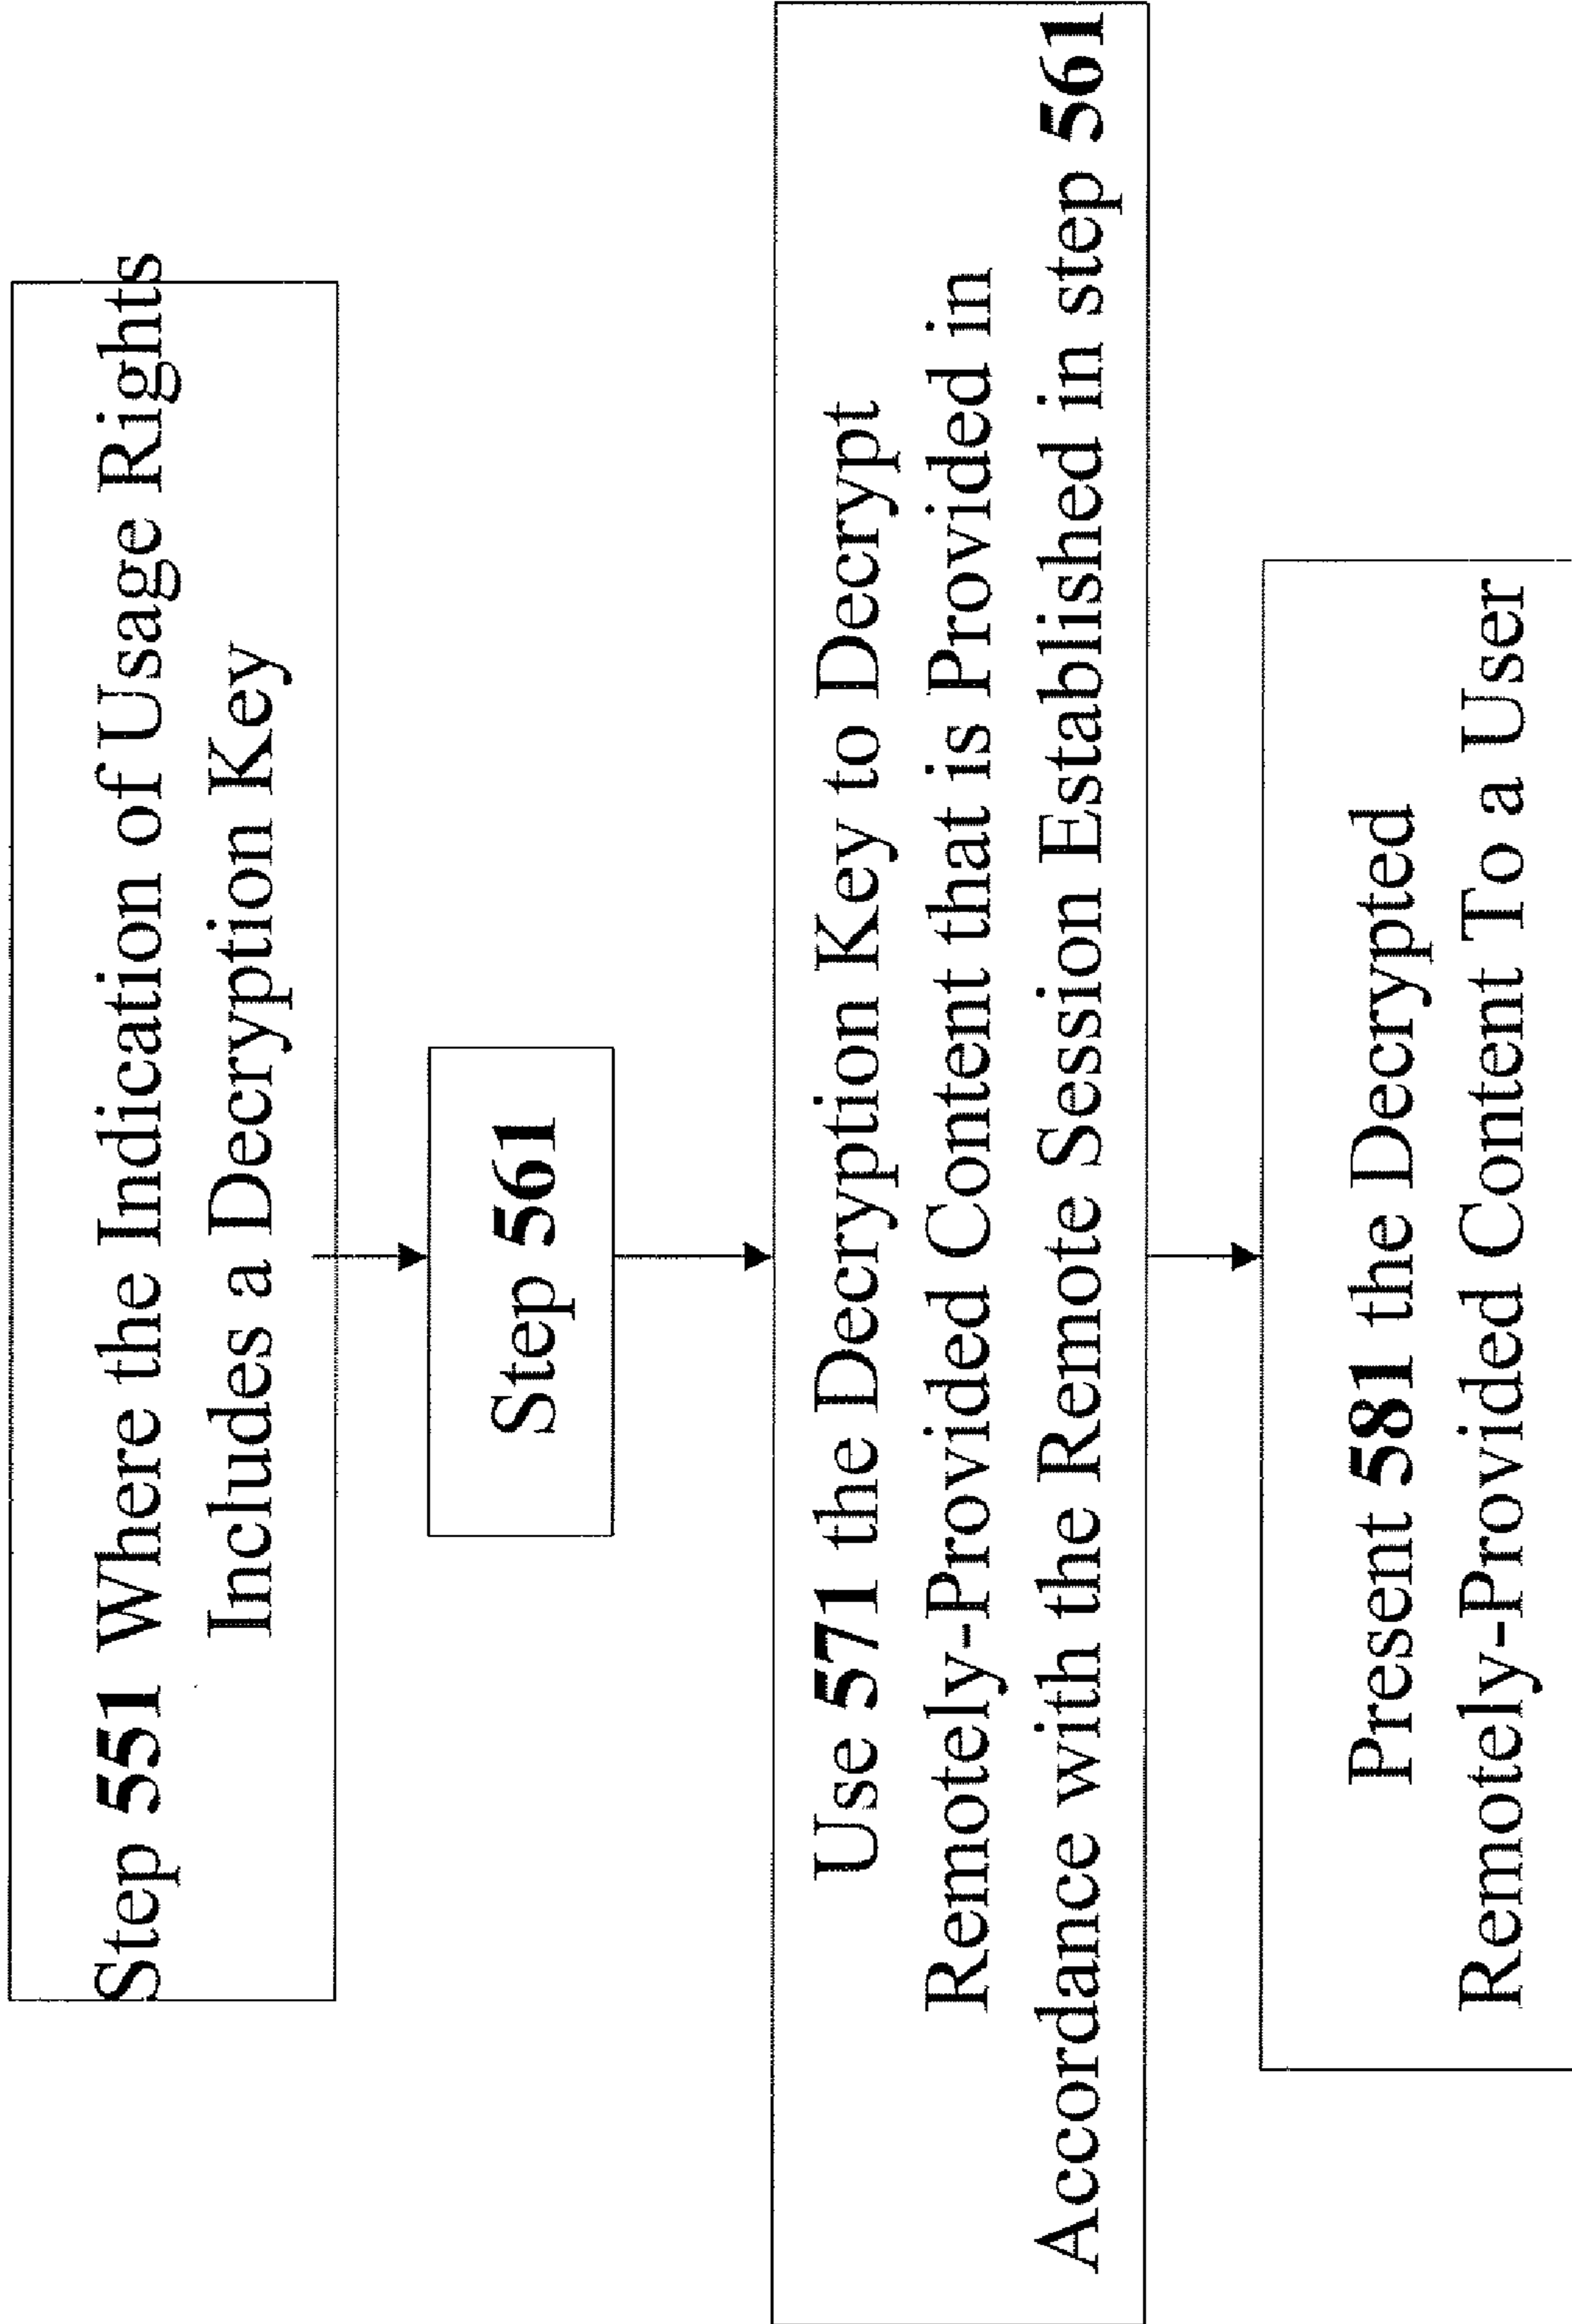 Step 551 Where the Indication of Usage Rights
Includes a Decryption Key
Step 561
Use 571 the Decryption Key to Decrypt
Remotely-Provided Content that is Provided in
Accordance with the Remote Session Established in step 561
Present 581 the Decrypted
Remotely-Provided Content To a User